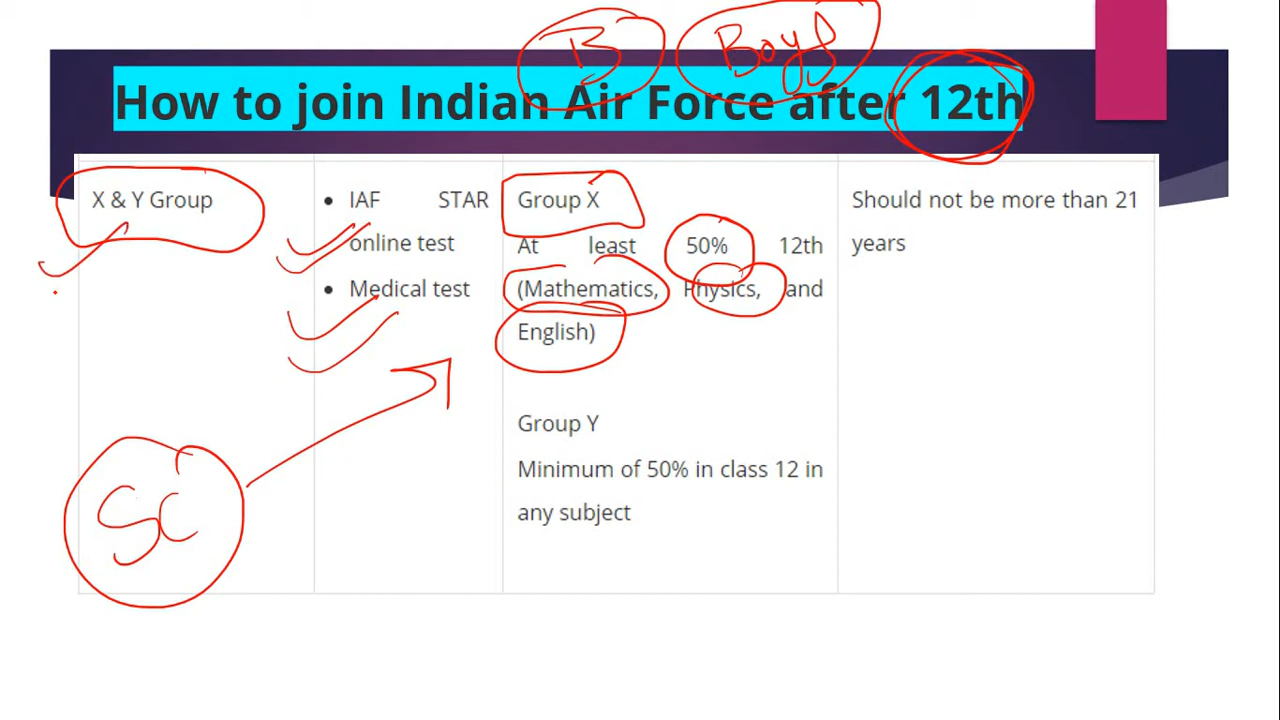 B Boys
How to join Indian Air Force after 12th
X & Y Group
IAF STAR
online test
Medical test
Group X
At least 50% 12th
(Mathematics, Physics, and
English)
Group Y
Minimum of 50% in class 12 in
any subject
Should not be more than 21
years
Sc